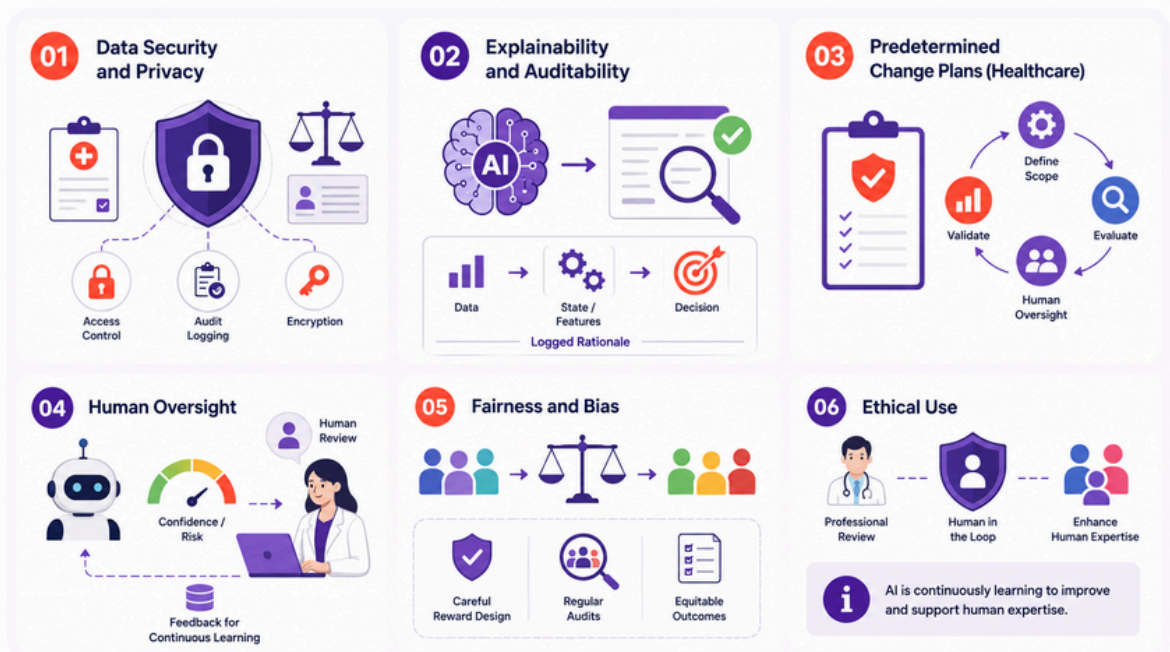 01
Data Security
and Privacy
Access
Control
Audit
Logging
Encryption
02
Explainability
and Auditability
AI
Data
State /
Features
Decision
Logged Rationale
03
Predetermined
Change Plans (Healthcare)
Define
Scope
Evaluate
Human
Oversight
Validate
04
Human Oversight
Human
Review
Confidence /
Risk
Feedback for
Continuous Learning
05
Fairness and Bias
Careful
Reward Design
Regular
Audits
Equitable
Outcomes
06
Ethical Use
Professional
Review
Human in
the Loop
Enhance
Human Expertise
i
AI is continuously learning to improve
and support human expertise.